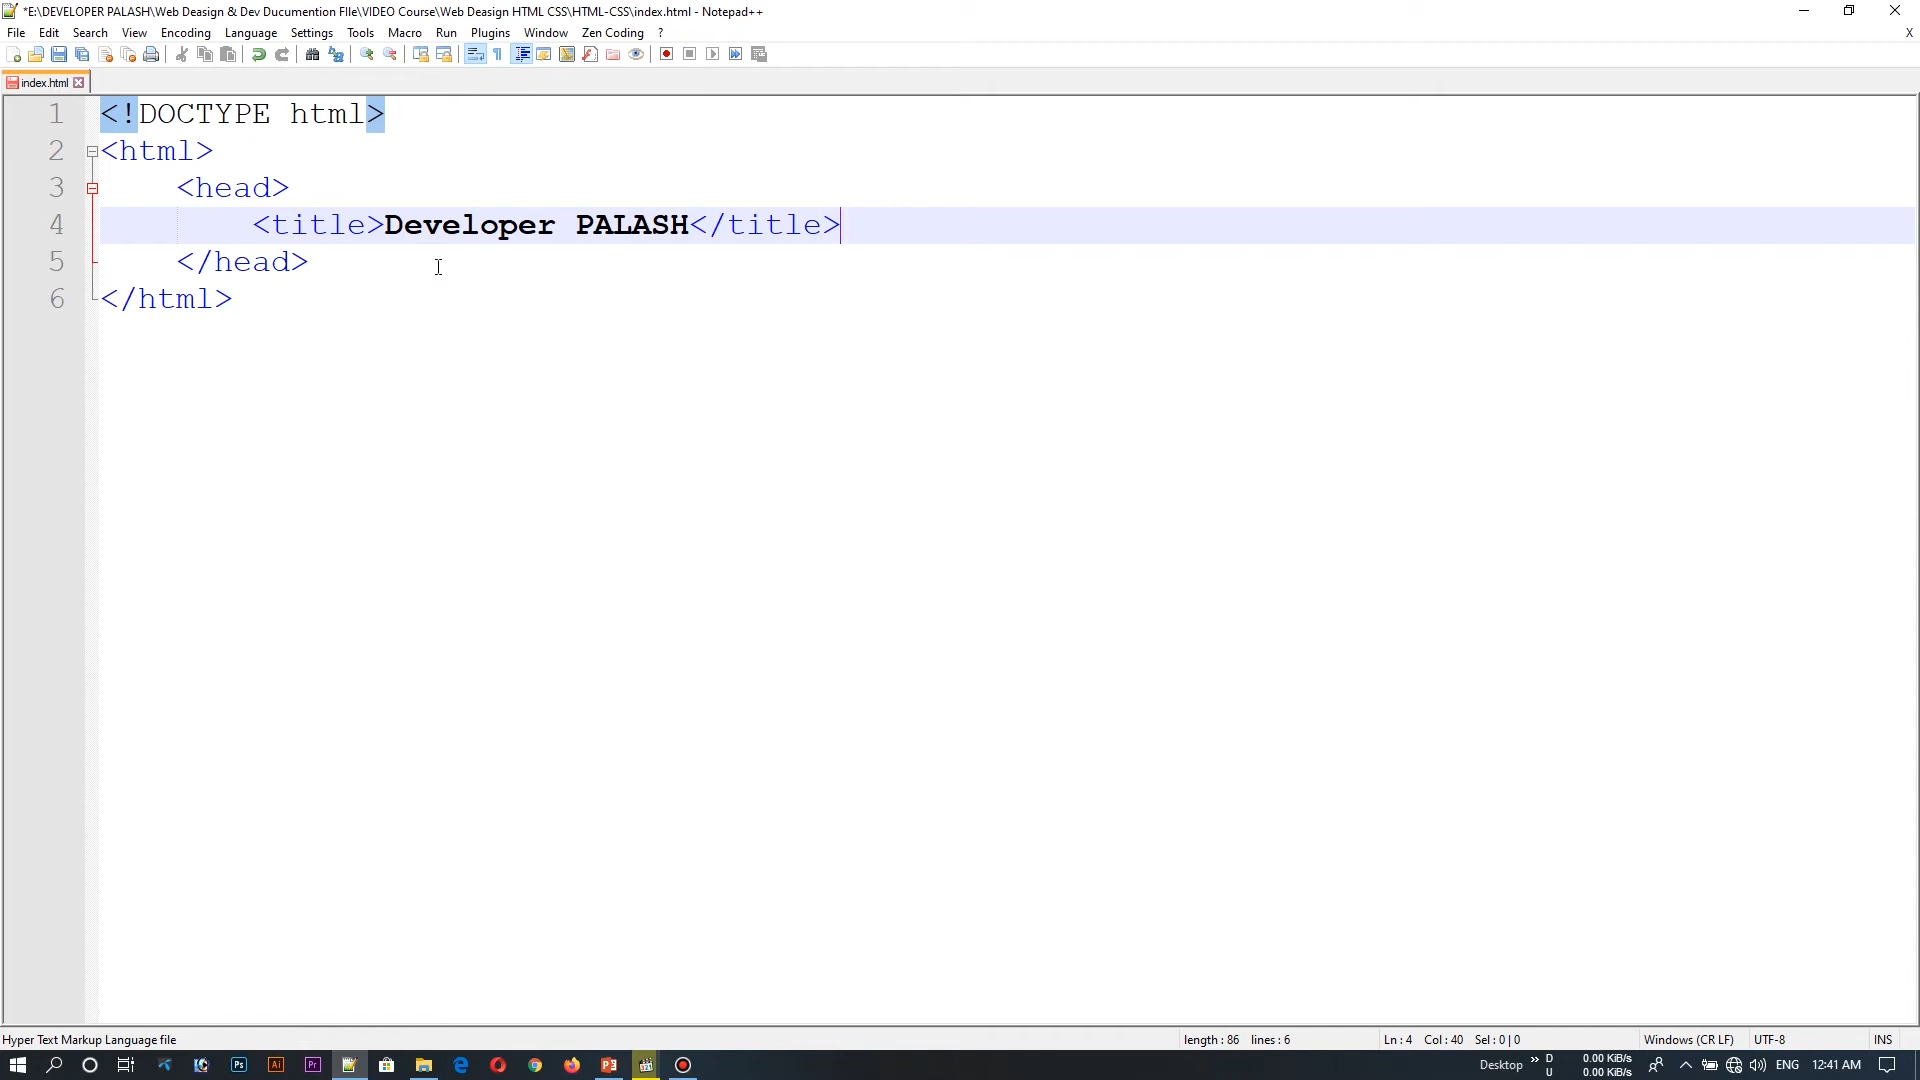 *E:\DEVELOPER PALASH\Web Deasign & Dev Ducumention FIle\VIDEO Course\Web Deasign HTML CSS\HTML-CSS\index.html - Notepad++
File Edit Search View Encoding Language Settings Tools Macro Run Plugins Window Zen Coding ? X
index.html
1 <!DOCTYPE html>
2 <html>
3 <head>
4 <title>Developer PALASH</title>
5 </head>
6 </html>
Hyper Text Markup Language file length : 86 lines : 6 Ln : 4 Col : 40 Sel : 0 | 0 Windows (CR LF) UTF-8 INS
Ps Ai Pr Desktop » D 0.00 KiB/s ENG 12:41 AM
U 0.00 KiB/s